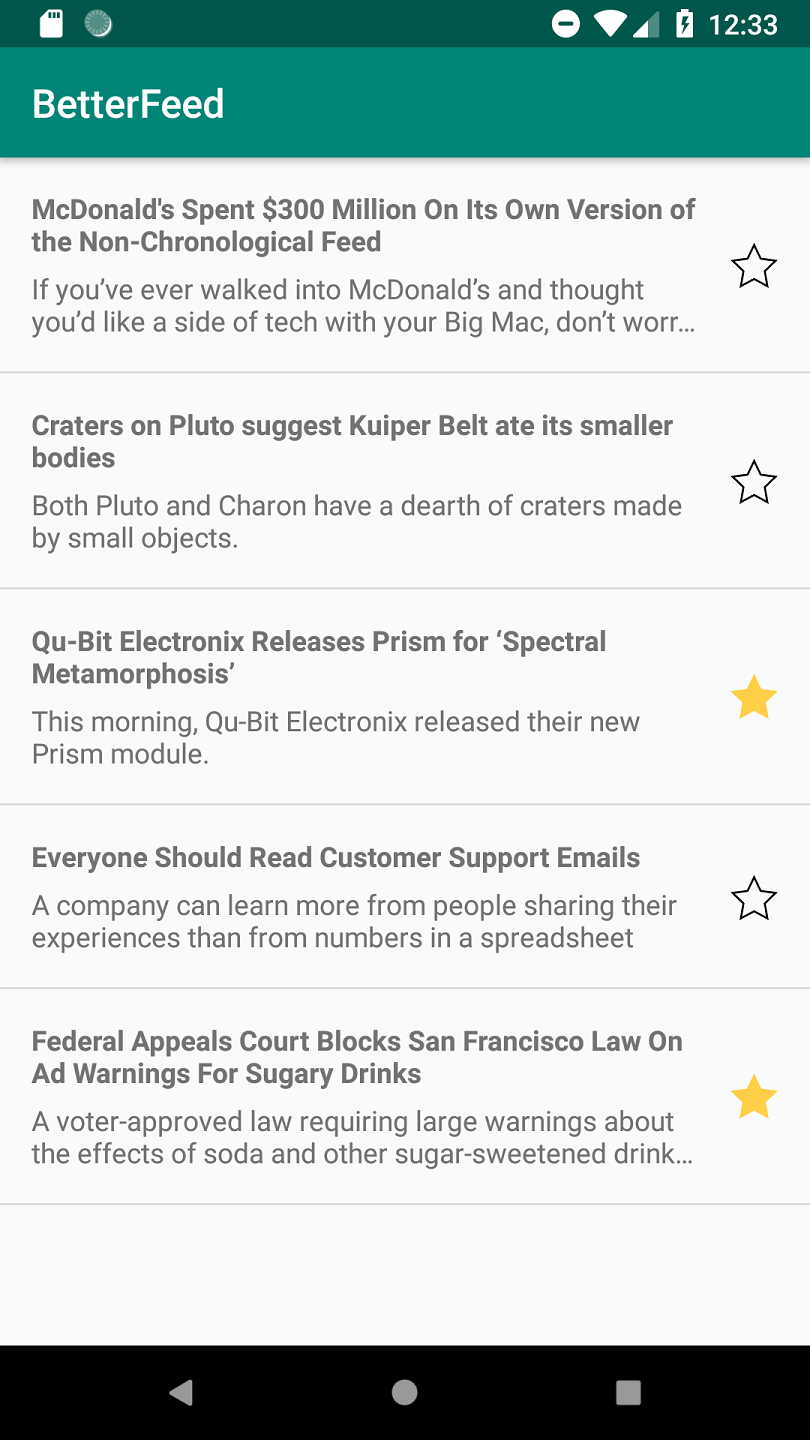 12:33
BetterFeed
McDonald's Spent $300 Million On Its Own Version of
the Non-Chronological Feed
If you’ve ever walked into McDonald’s and thought
you’d like a side of tech with your Big Mac, don’t worr…
Craters on Pluto suggest Kuiper Belt ate its smaller
bodies
Both Pluto and Charon have a dearth of craters made
by small objects.
Qu-Bit Electronix Releases Prism for ‘Spectral
Metamorphosis’
This morning, Qu-Bit Electronix released their new
Prism module.
Everyone Should Read Customer Support Emails
A company can learn more from people sharing their
experiences than from numbers in a spreadsheet
Federal Appeals Court Blocks San Francisco Law On
Ad Warnings For Sugary Drinks
A voter-approved law requiring large warnings about
the effects of soda and other sugar-sweetened drink…